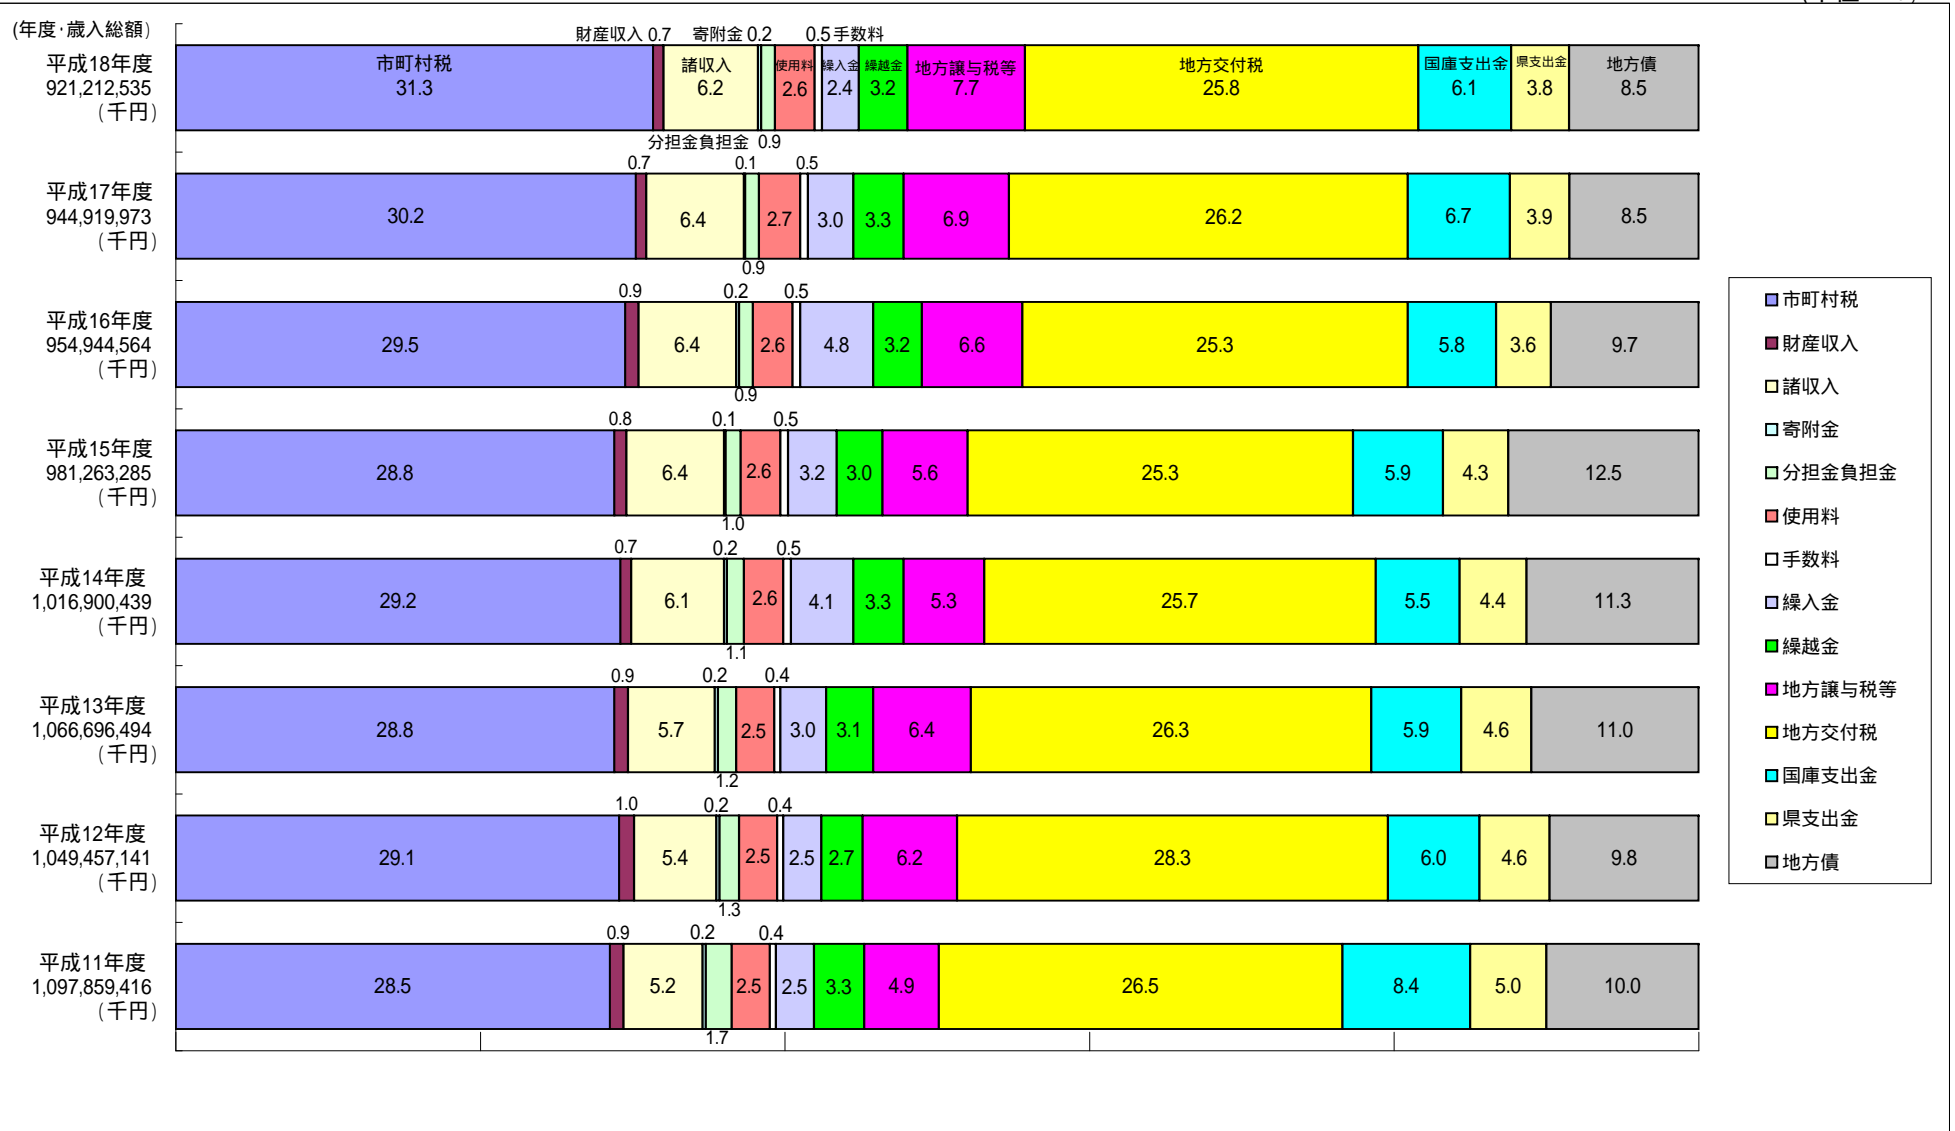 (年度･歳入総額)
財産収入 0.7 寄附金 0.2 0.5 手数料
平成18年度
921,212,535
(千円)
市町村税 諸収入 使用料 繰入金 繰越金 地方譲与税等 地方交付税 国庫支出金 県支出金 地方債
31.3 6.2 2.6 2.4 3.2 7.7 25.8 6.1 3.8 8.5
分担金負担金 0.9
0.7 0.1 0.5
平成17年度
944,919,973
(千円)
30.2 6.4 2.7 3.0 3.3 6.9 26.2 6.7 3.9 8.5
0.9
0.9 0.2 0.5
平成16年度
954,944,564
(千円)
29.5 6.4 2.6 4.8 3.2 6.6 25.3 5.8 3.6 9.7
0.9
0.8 0.1 0.5
平成15年度
981,263,285
(千円)
28.8 6.4 2.6 3.2 3.0 5.6 25.3 5.9 4.3 12.5
1.0
0.7 0.2 0.5
平成14年度
1,016,900,439
(千円)
29.2 6.1 2.6 4.1 3.3 5.3 25.7 5.5 4.4 11.3
1.1
0.9 0.2 0.4
平成13年度
1,066,696,494
(千円)
28.8 5.7 2.5 3.0 3.1 6.4 26.3 5.9 4.6 11.0
1.2
1.0 0.2 0.4
平成12年度
1,049,457,141
(千円)
29.1 5.4 2.5 2.5 2.7 6.2 28.3 6.0 4.6 9.8
1.3
0.9 0.2 0.4
平成11年度
1,097,859,416
(千円)
28.5 5.2 2.5 2.5 3.3 4.9 26.5 8.4 5.0 10.0
1.7
市町村税
財産収入
諸収入
寄附金
分担金負担金
使用料
手数料
繰入金
繰越金
地方譲与税等
地方交付税
国庫支出金
県支出金
地方債